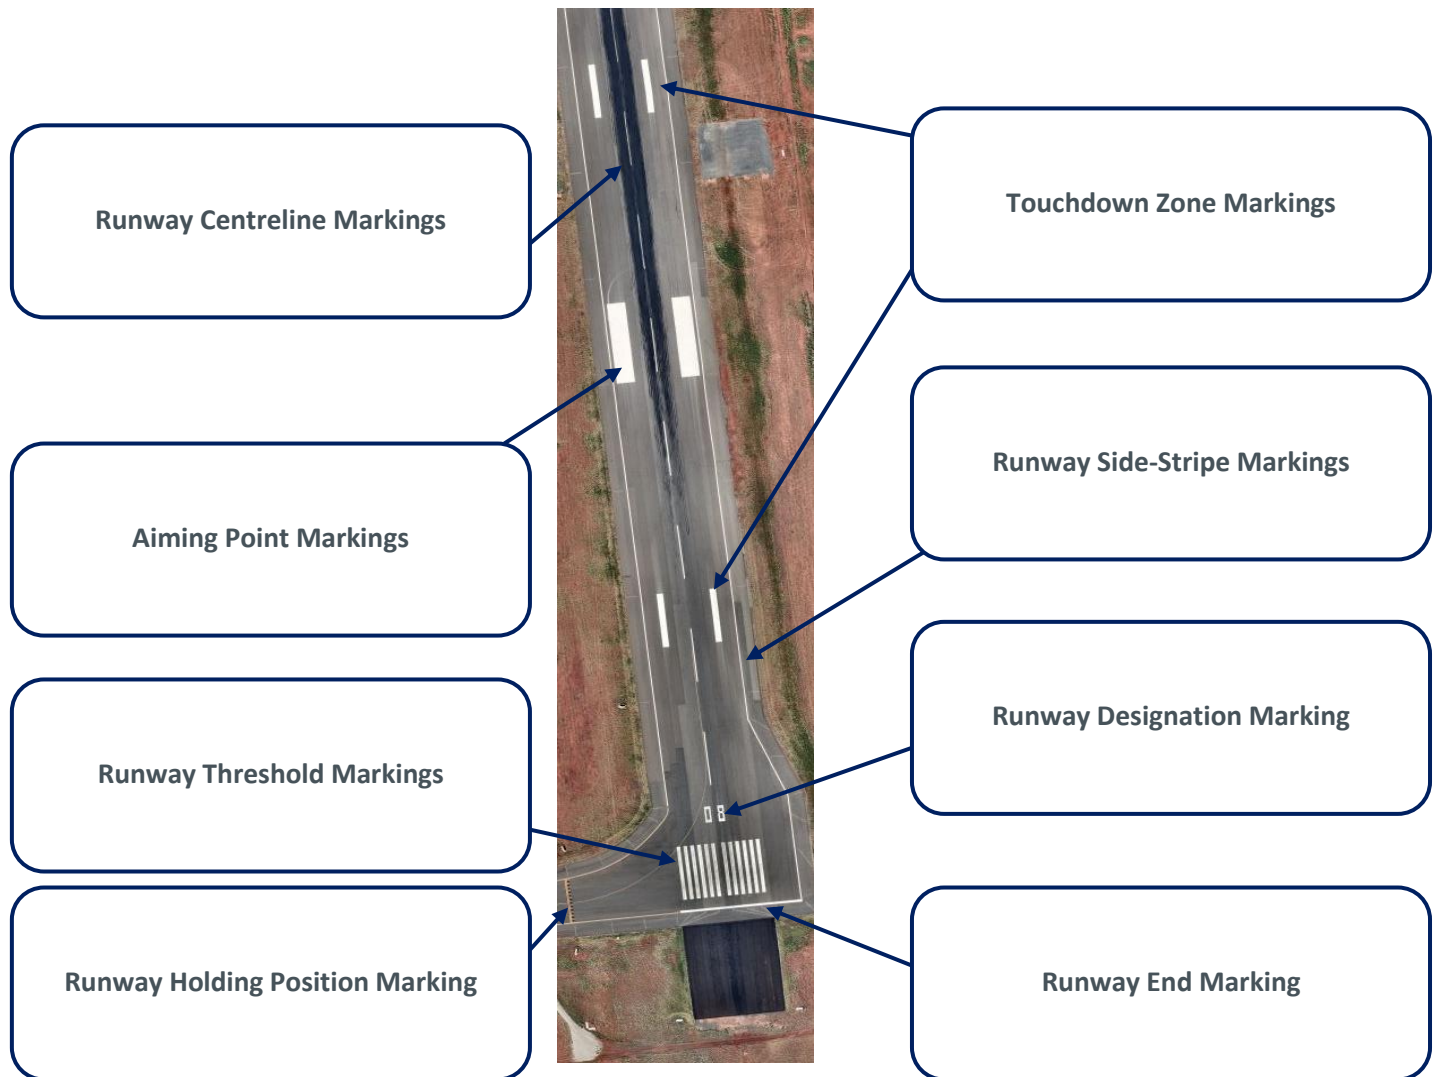 Runway Centreline Markings
Aiming Point Markings
Runway Threshold Markings
Runway Holding Position Marking
Touchdown Zone Markings
Runway Side-Stripe Markings
Runway Designation Marking
Runway End Marking